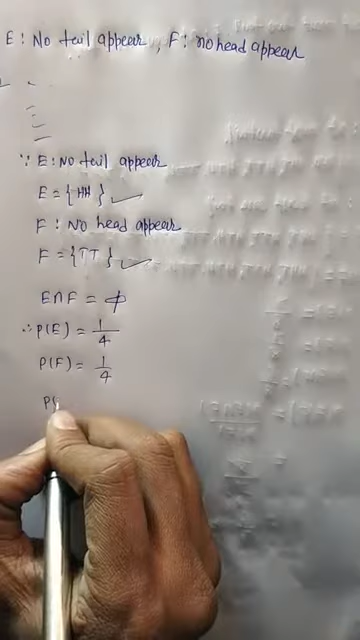 E : No tail appear , F : no head appear
∵ E : No tail appear
E = {HH}
F : No head appear
F = {TT}
E∩F = ϕ
∴ P(E) = 1/4
P(F) = 1/4
P(